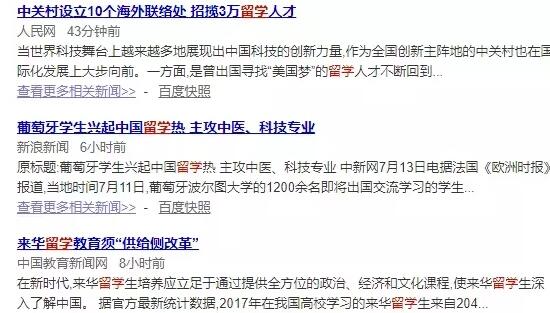 中关村设立10个海外联络处 招揽3万留学人才
人民网 43分钟前
当世界科技舞台上越来越多地展现出中国科技的创新力量,作为全国创新主阵地的中关村也在国
际化发展上大步向前。一方面,是曾出国寻找“美国梦”的留学人才不断回到...
查看更多相关新闻>> - 百度快照
葡萄牙学生兴起中国留学热 主攻中医、科技专业
新浪新闻 6小时前
原标题:葡萄牙学生兴起中国留学热 主攻中医、科技专业 中新网7月13日电据法国《欧洲时报》
报道,当地时间7月11日,葡萄牙波尔图大学的1200余名即将出国交流学习的学生...
查看更多相关新闻>> - 百度快照
来华留学教育须“供给侧改革”
中国教育新闻网 8小时前
在新时代,来华留学生培养应立足于通过提供全方位的政治、经济和文化课程,使来华留学生深
入了解中国。 据官方最新统计数据,2017年在我国高校学习的来华留学生来自204...